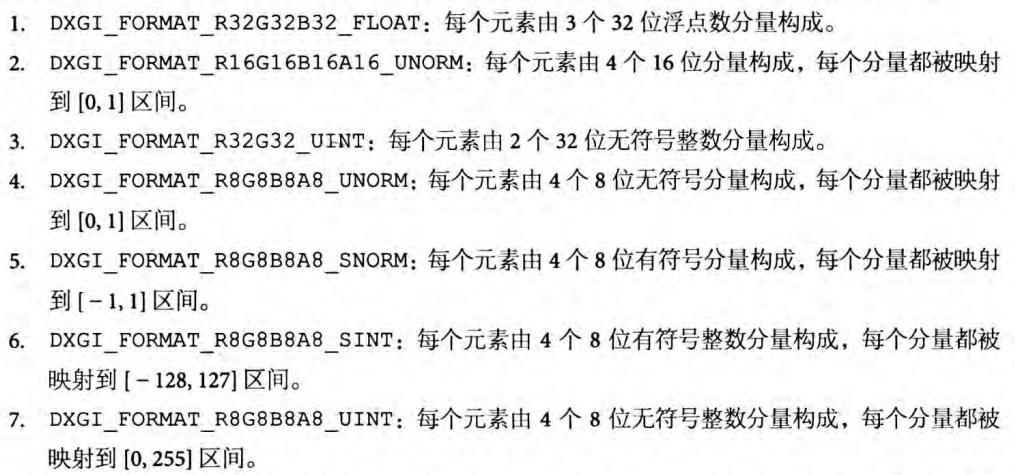 1. DXGI_FORMAT_R32G32B32_FLOAT：每个元素由 3 个 32 位浮点数分量构成。
2. DXGI_FORMAT_R16G16B16A16_UNORM：每个元素由 4 个 16 位分量构成，每个分量都被映射
到 [0, 1] 区间。
3. DXGI_FORMAT_R32G32_UINT：每个元素由 2 个 32 位无符号整数分量构成。
4. DXGI_FORMAT_R8G8B8A8_UNORM：每个元素由 4 个 8 位无符号分量构成，每个分量都被映射
到 [0, 1] 区间。
5. DXGI_FORMAT_R8G8B8A8_SNORM：每个元素由 4 个 8 位有符号分量构成，每个分量都被映射
到 [－1, 1] 区间。
6. DXGI_FORMAT_R8G8B8A8_SINT：每个元素由 4 个 8 位有符号整数分量构成，每个分量都被
映射到 [－128, 127] 区间。
7. DXGI_FORMAT_R8G8B8A8_UINT：每个元素由 4 个 8 位无符号整数分量构成，每个分量都被
映射到 [0, 255] 区间。